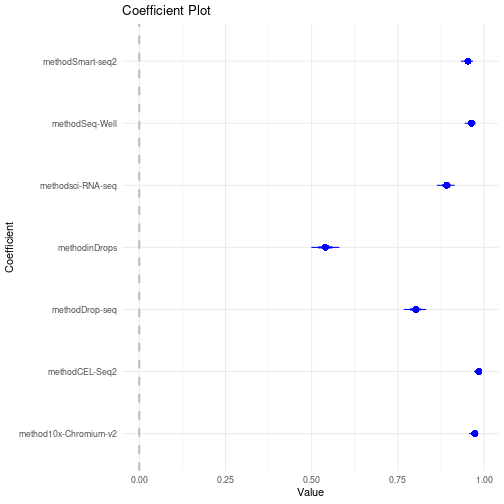 Coefficient Plot
Coefficient
methodSmart-seq2
methodSeq-Well
methodsci-RNA-seq
methodinDrops
methodDrop-seq
methodCEL-Seq2
method10x-Chromium-v2
0.00 0.25 0.50 0.75 1.00
Value